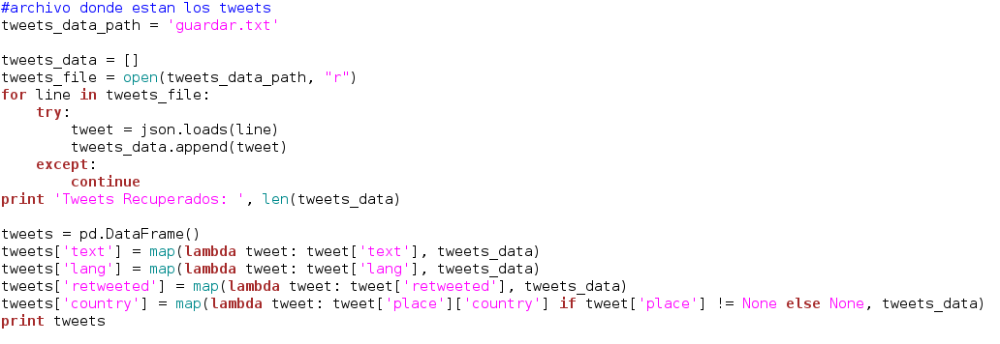 #archivo donde estan los tweets
tweets_data_path = 'guardar.txt'

tweets_data = []
tweets_file = open(tweets_data_path, "r")
for line in tweets_file:
    try:
        tweet = json.loads(line)
        tweets_data.append(tweet)
    except:
        continue
print 'Tweets Recuperados: ', len(tweets_data)

tweets = pd.DataFrame()
tweets['text'] = map(lambda tweet: tweet['text'], tweets_data)
tweets['lang'] = map(lambda tweet: tweet['lang'], tweets_data)
tweets['retweeted'] = map(lambda tweet: tweet['retweeted'], tweets_data)
tweets['country'] = map(lambda tweet: tweet['place']['country'] if tweet['place'] != None else None, tweets_data)
print tweets